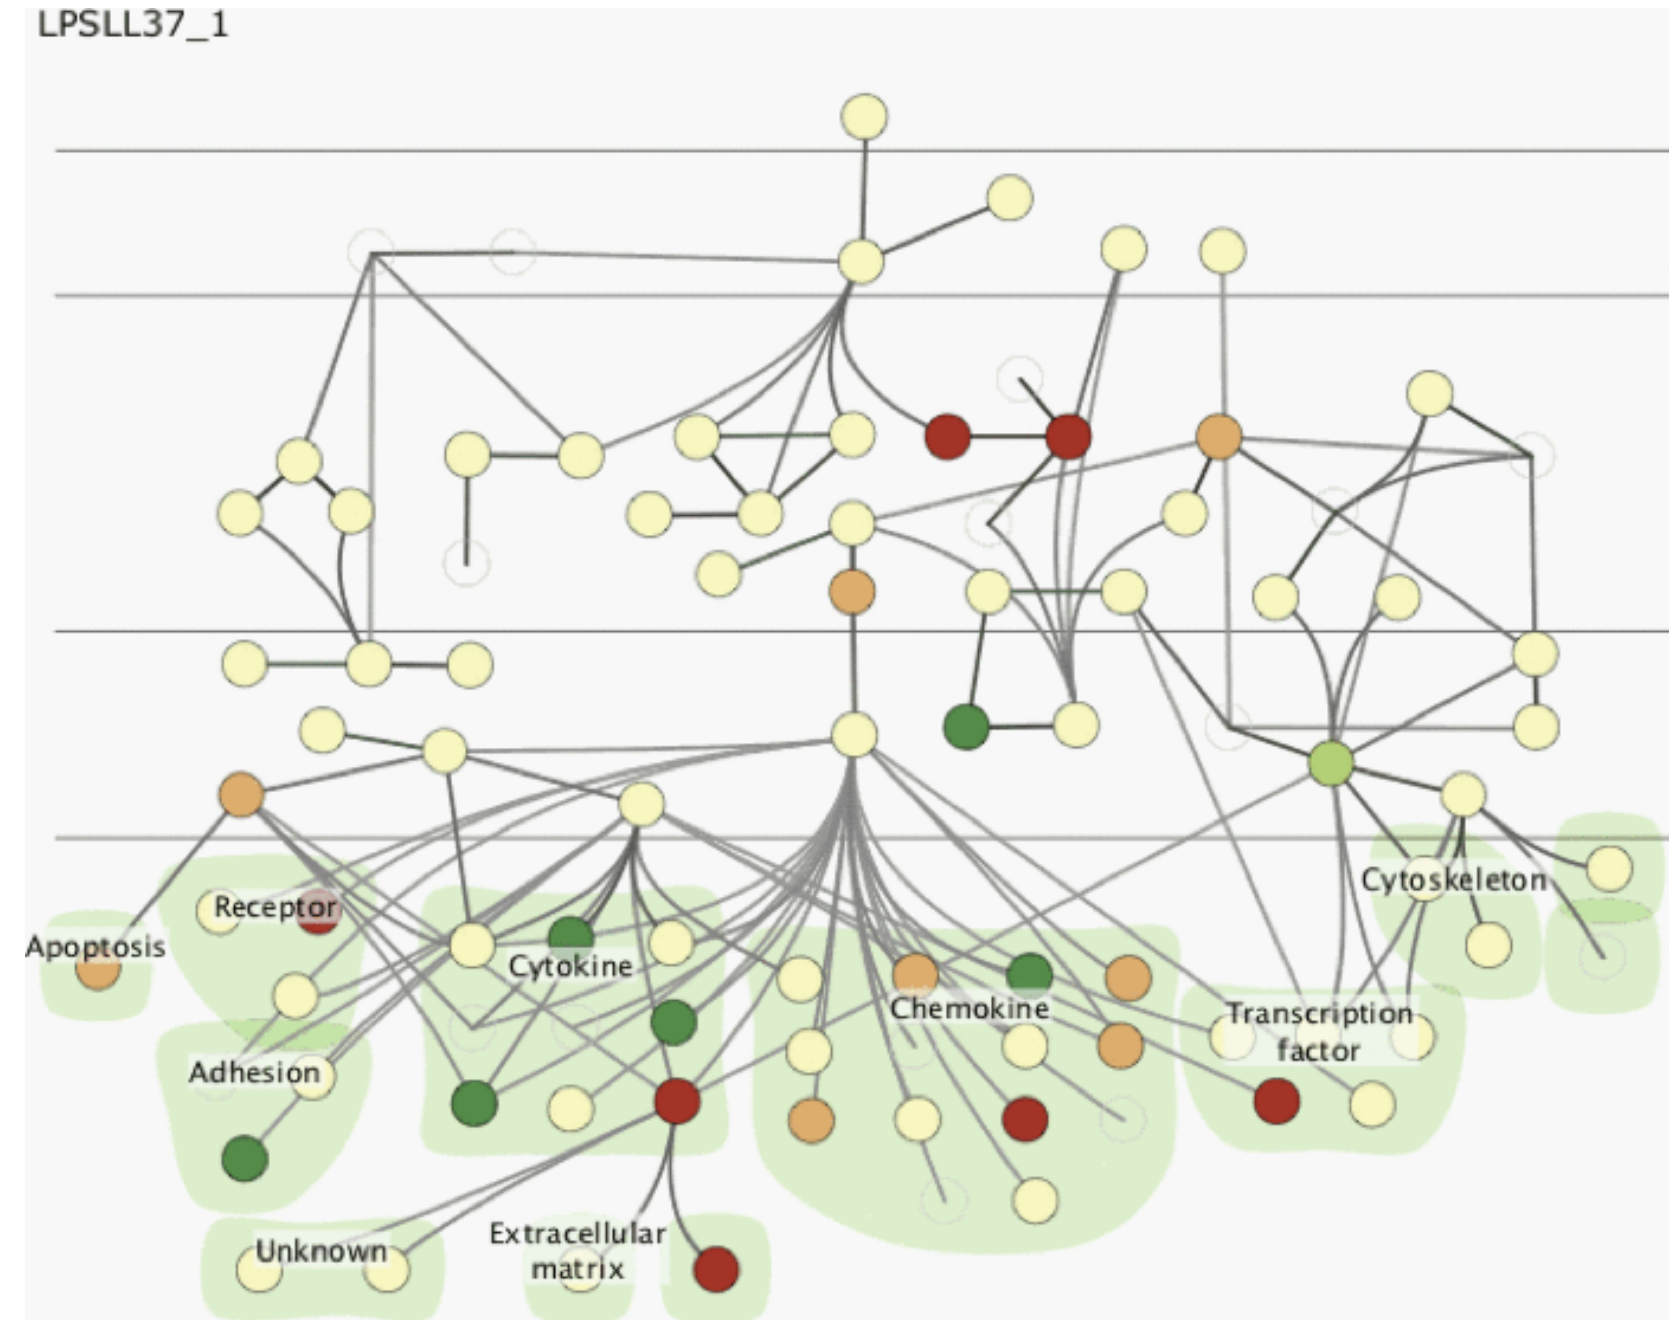 LPSLL37_1
Cytoskeleton
Receptor
Apoptosis
Cytokine
Chemokine
Transcription
factor
Adhesion
Extracellular
matrix
Unknown